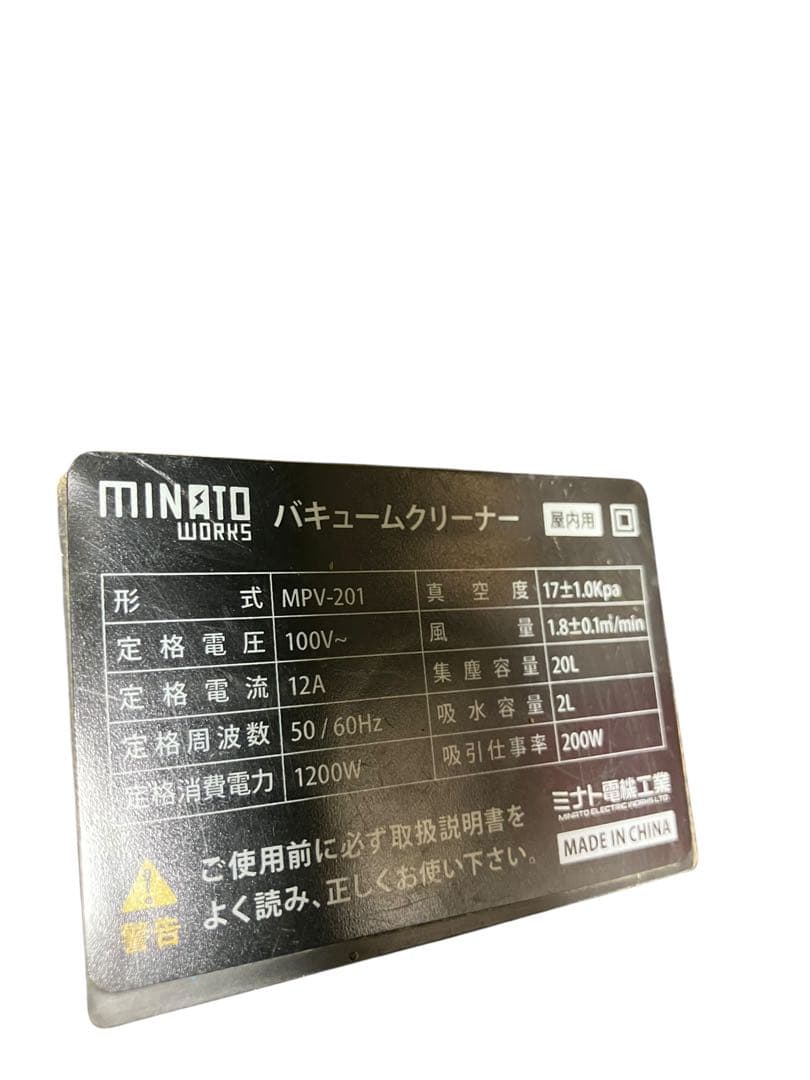 MINATO WORKS バキュームクリーナー 屋内用
形式 MPV-201 真空度 17±1.0Kpa
定格電圧 100V~ 風量 1.8±0.1㎥/min
定格電流 12A 集塵容量 20L
定格周波数 50 / 60Hz 吸水容量 2L
定格消費電力 1200W 吸引仕事率 200W
ミナト電機工業
MINATO ELECTRIC WORKS LTD.
MADE IN CHINA
警告
ご使用前に必ず取扱説明書を
よく読み、正しくお使い下さい。